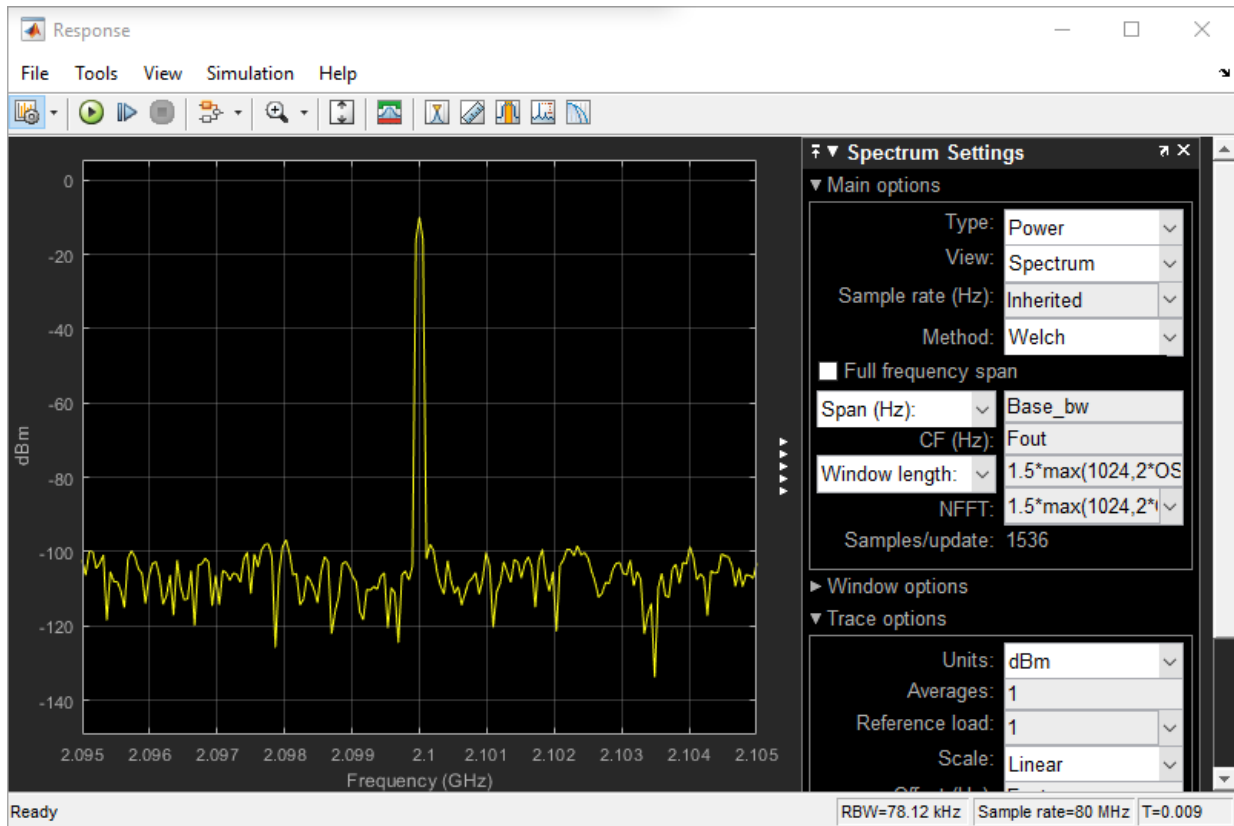 Response
File Tools View Simulation Help
0
-20
-40
-60
-80
-100
-120
-140
dBm
2.095 2.096 2.097 2.098 2.099 2.1 2.101 2.102 2.103 2.104 2.105
Frequency (GHz)
Spectrum Settings
Main options
Type: Power
View: Spectrum
Sample rate (Hz): Inherited
Method: Welch
Full frequency span
Span (Hz): Base_bw
CF (Hz): Fout
Window length: 1.5*max(1024,2*OS
NFFT: 1.5*max(1024,2*
Samples/update: 1536
Window options
Trace options
Units: dBm
Averages: 1
Reference load: 1
Scale: Linear
Ready RBW=78.12 kHz Sample rate=80 MHz T=0.009